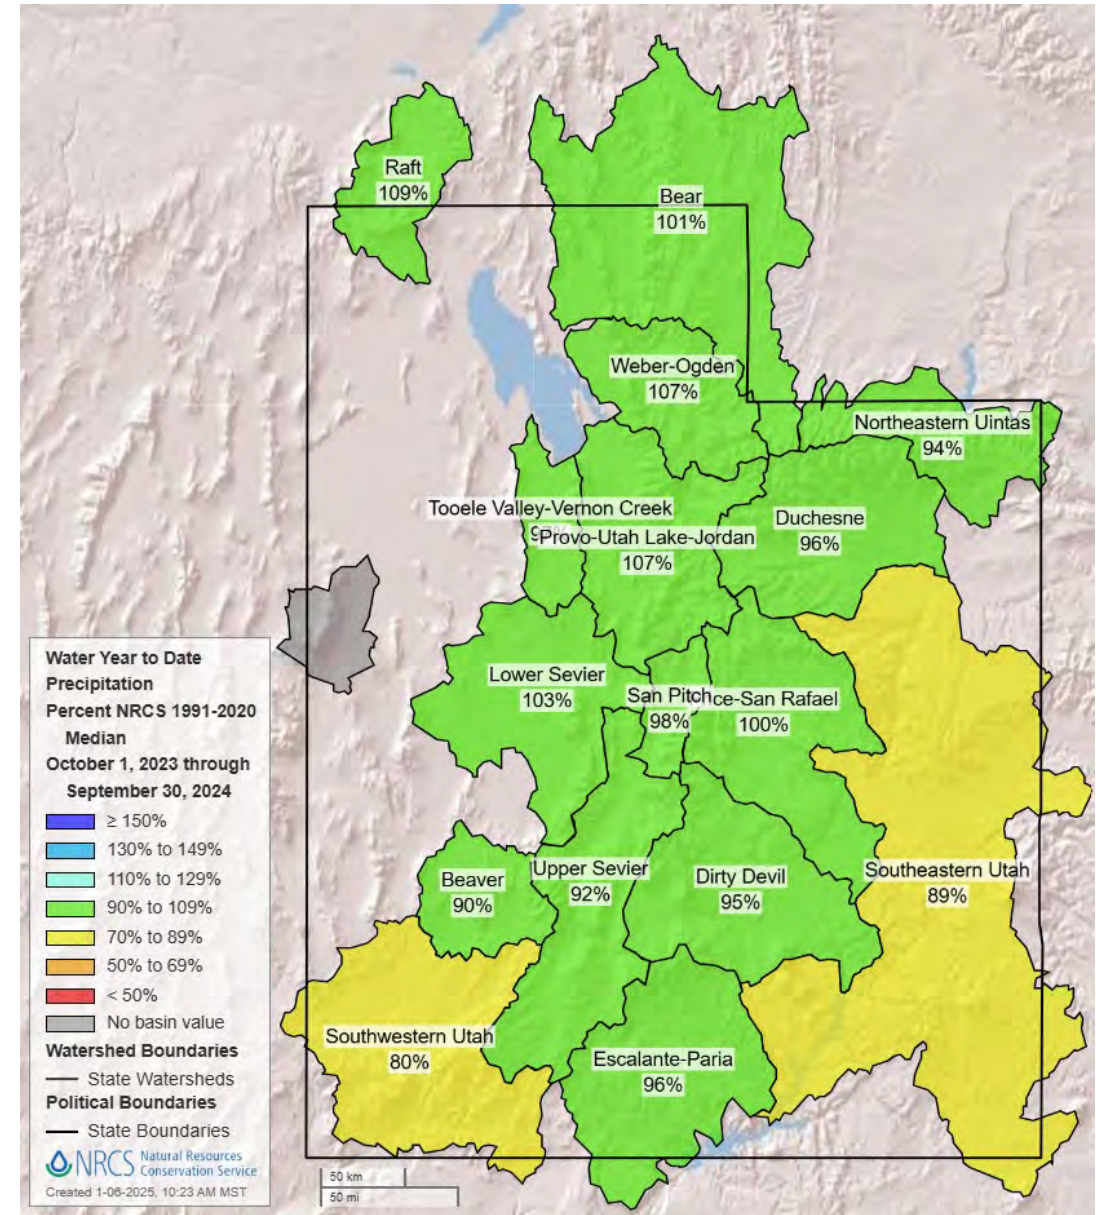 Raft
109%
Bear
101%
Weber-Ogden
107%
Northeastern Uintas
94%
Tooele Valley-Vernon Creek
Provo-Utah Lake-Jordan
107%
Duchesne
96%
Lower Sevier
103%
San Pitch
98%
ce-San Rafael
100%
Beaver
90%
Upper Sevier
92%
Dirty Devil
95%
Southeastern Utah
89%
Southwestern Utah
80%
Escalante-Paria
96%
Water Year to Date
Precipitation
Percent NRCS 1991-2020
Median
October 1, 2023 through
September 30, 2024
≥ 150%
130% to 149%
110% to 129%
90% to 109%
70% to 89%
50% to 69%
< 50%
No basin value
Watershed Boundaries
State Watersheds
Political Boundaries
State Boundaries
NRCS Natural Resources
Conservation Service
Created 1-06-2025, 10:23 AM MST
50 km
50 mi